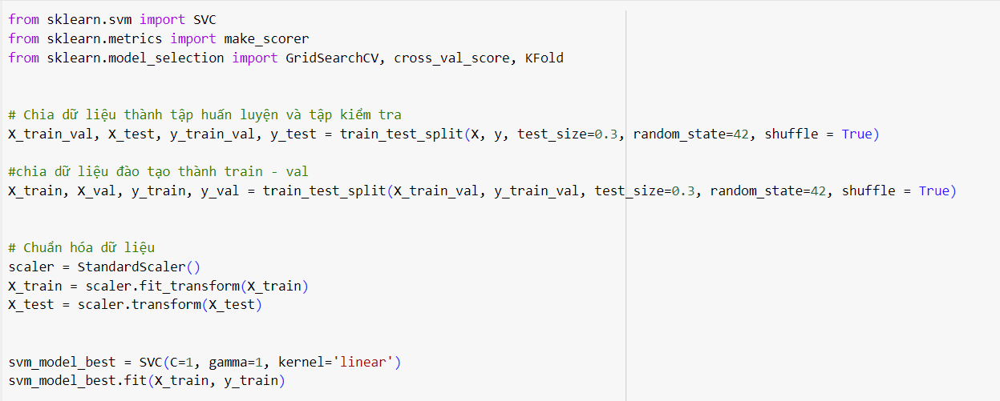 from sklearn.svm import SVC
from sklearn.metrics import make_scorer
from sklearn.model_selection import GridSearchCV, cross_val_score, KFold
# Chia dữ liệu thành tập huấn luyện và tập kiểm tra
X_train_val, X_test, y_train_val, y_test = train_test_split(X, y, test_size=0.3, random_state=42, shuffle = True)
#chia dữ liệu đào tạo thành train - val
X_train, X_val, y_train, y_val = train_test_split(X_train_val, y_train_val, test_size=0.3, random_state=42, shuffle = True)
# Chuẩn hóa dữ liệu
scaler = StandardScaler()
X_train = scaler.fit_transform(X_train)
X_test = scaler.transform(X_test)
svm_model_best = SVC(C=1, gamma=1, kernel='linear')
svm_model_best.fit(X_train, y_train)